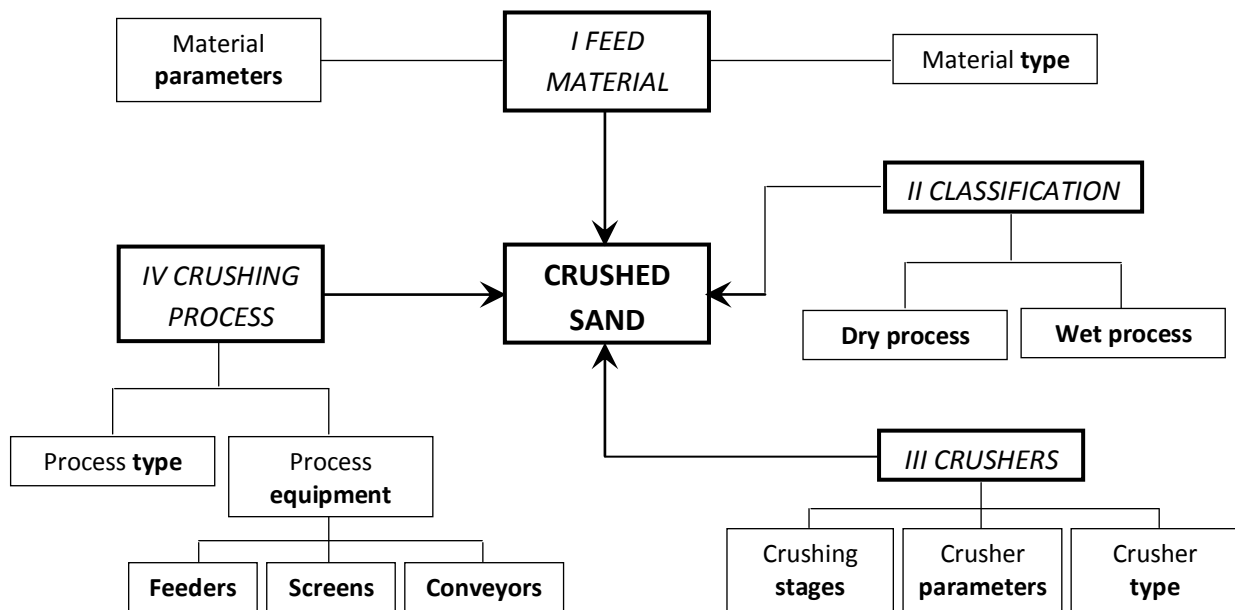 Material
parameters
I FEED
MATERIAL
Material type
II CLASSIFICATION
IV CRUSHING
PROCESS
CRUSHED
SAND
Dry process
Wet process
Process type
Process
equipment
III CRUSHERS
Feeders
Screens
Conveyors
Crushing
stages
Crusher
parameters
Crusher
type